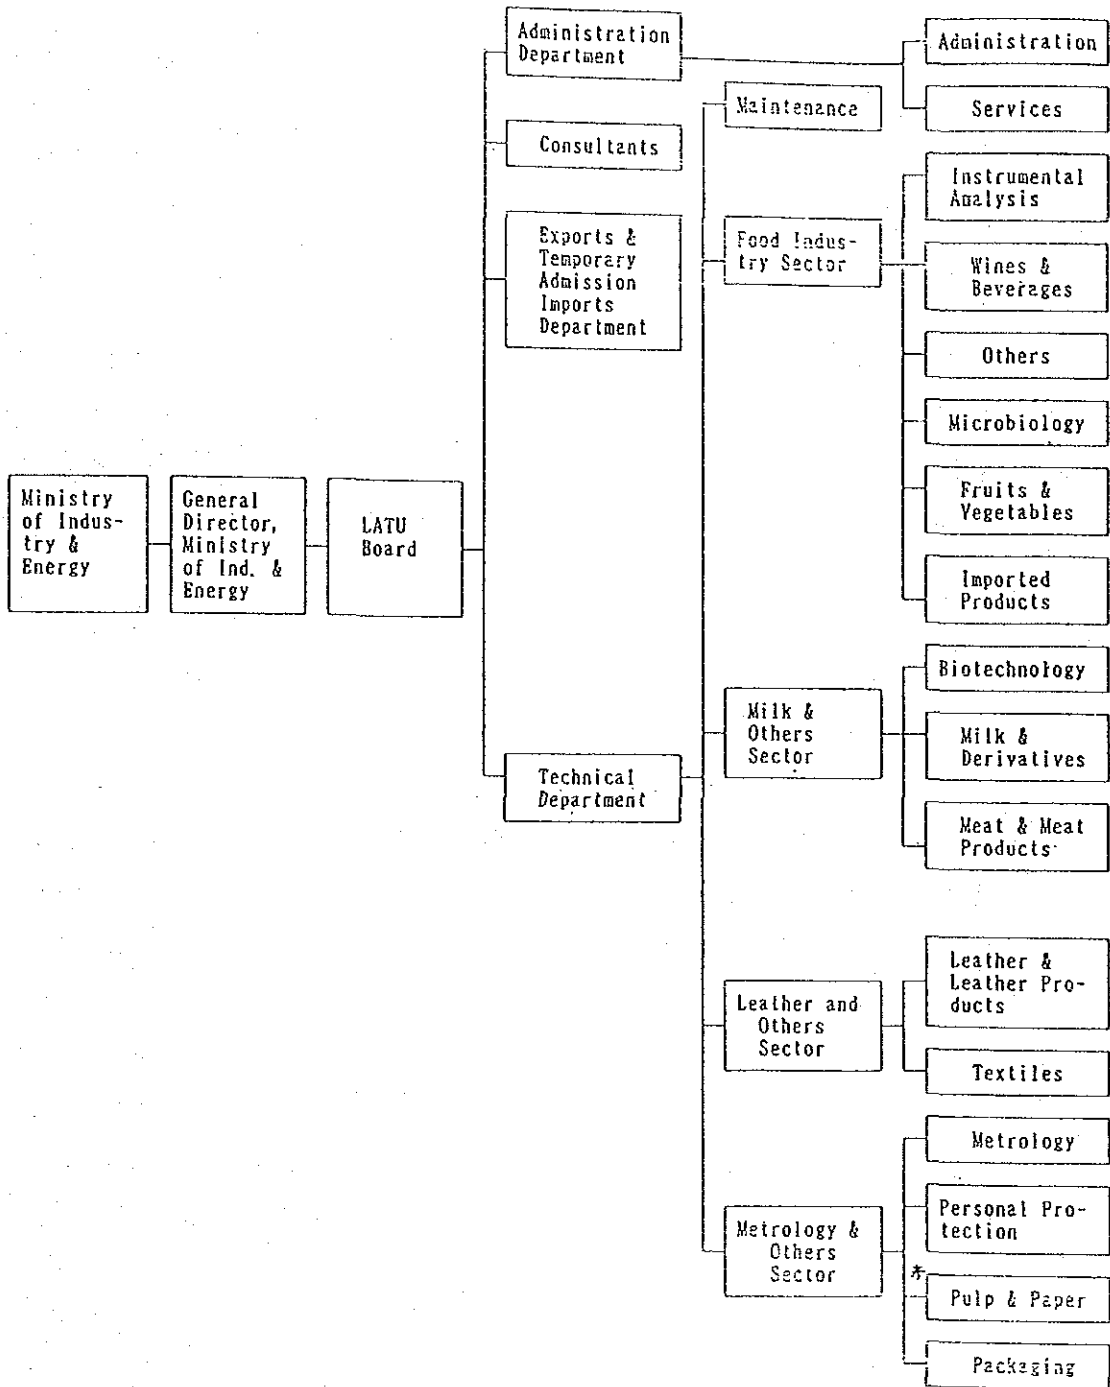 Ministry
of Indus-
try &
Energy
General
Director,
Ministry
of Ind. &
Energy
LATU
Board
Administration
Department
Consultants
Exports &
Temporary
Admission
Imports
Department
Technical
Department
Maintenance
Food Indus-
try Sector
Milk &
Others
Sector
Leather and
Others
Sector
Metrology &
Others
Sector
Administration
Services
Instrumental
Analysis
Wines &
Beverages
Others
Microbiology
Fruits &
Vegetables
Imported
Products
Biotechnology
Milk &
Derivatives
Meat & Meat
Products
Leather &
Leather Pro-
ducts
Textiles
Metrology
Personal Pro-
tection
*
Pulp & Paper
Packaging